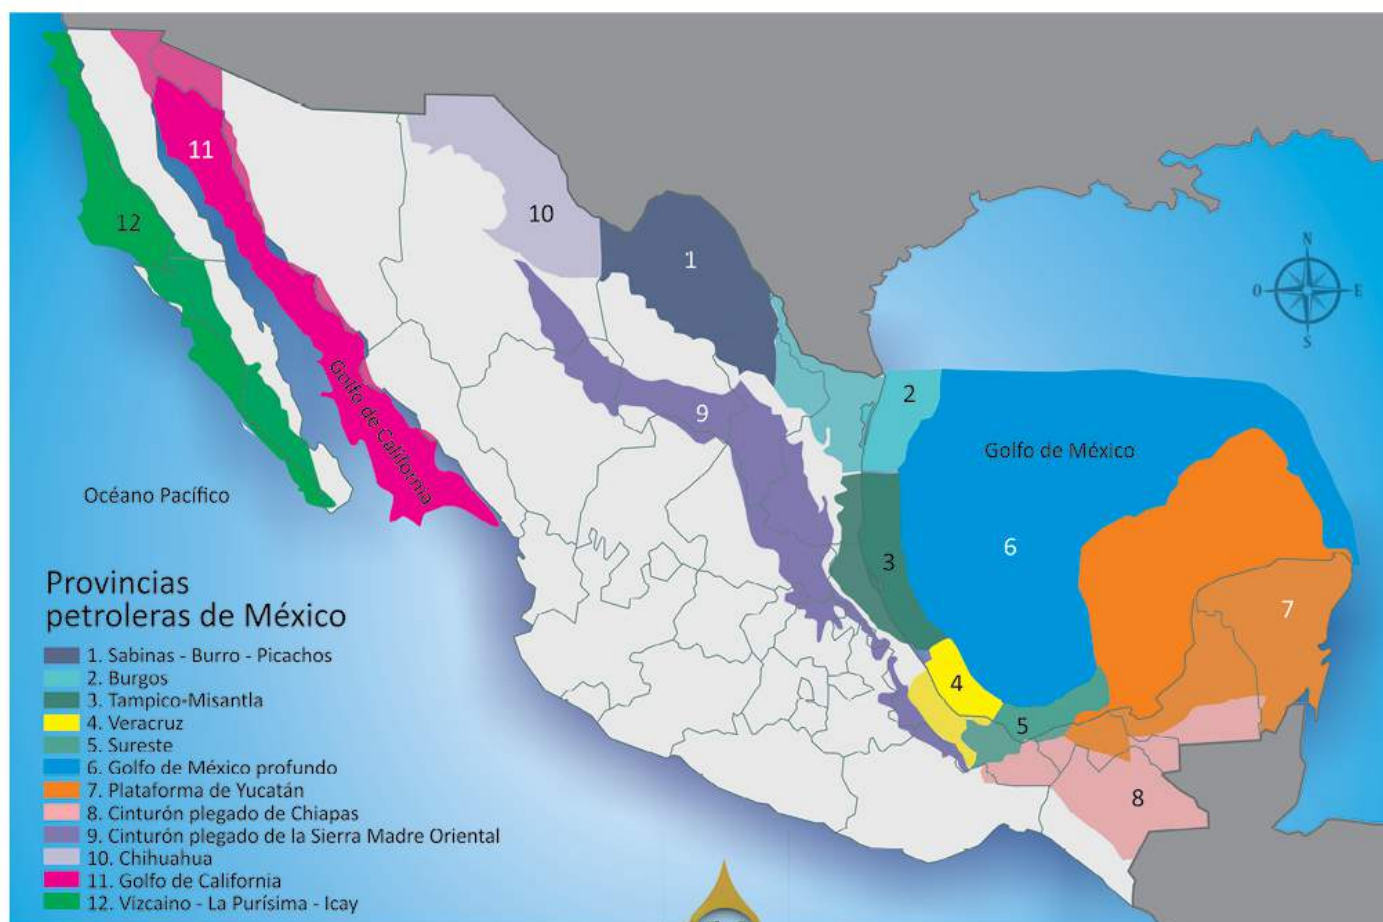 11
12
10
1
N
O
E
S
2
9
Golfo de California
Golfo de México
Océano Pacífico
6
3
7
4
5
8
Provincias
petroleras de México
1. Sabinas - Burro - Picachos
2. Burgos
3. Tampico-Misantla
4. Veracruz
5. Sureste
6. Golfo de México profundo
7. Plataforma de Yucatán
8. Cinturón plegado de Chiapas
9. Cinturón plegado de la Sierra Madre Oriental
10. Chihuahua
11. Golfo de California
12. Vizcaino - La Purísima - Icay